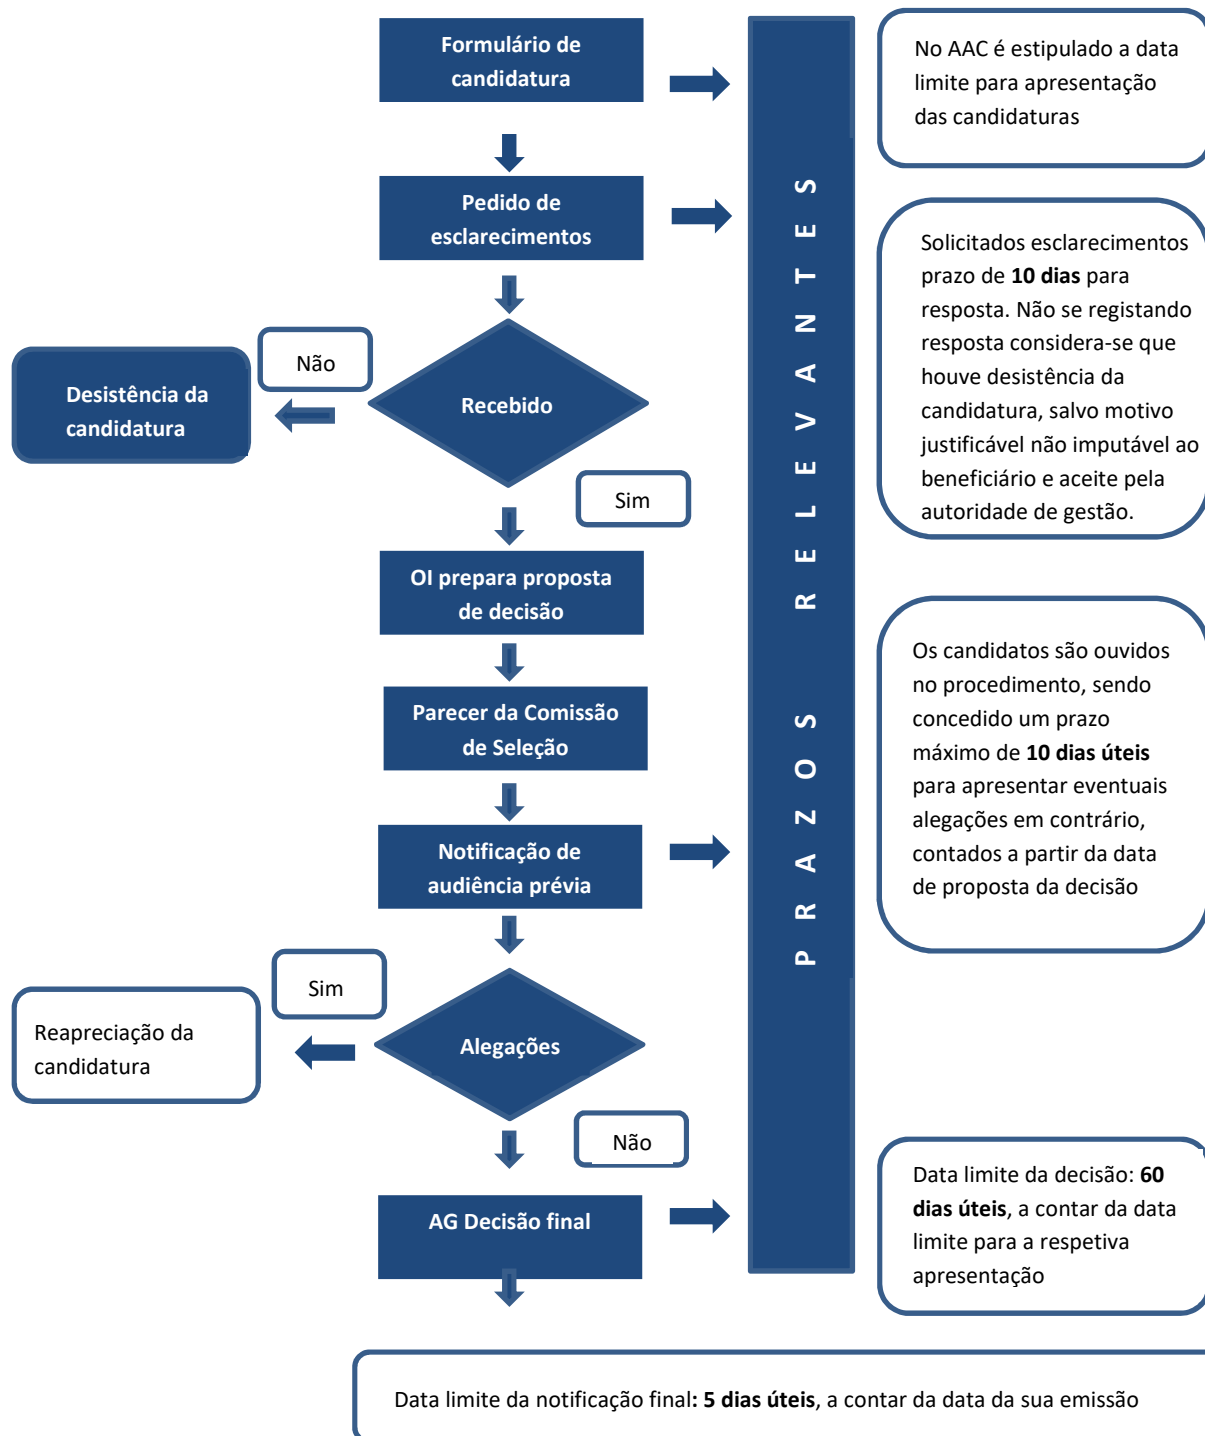 Formulário de
candidatura
No AAC é estipulado a data
limite para apresentação
das candidaturas
Pedido de
esclarecimentos
Solicitados esclarecimentos
prazo de 10 dias para
resposta. Não se registando
resposta considera-se que
houve desistência da
candidatura, salvo motivo
justificável não imputável ao
beneficiário e aceite pela
autoridade de gestão.
Não
Desistência da
candidatura
Recebido
Sim
OI prepara proposta
de decisão
Parecer da Comissão
de Seleção
Notificação de
audiência prévia
Os candidatos são ouvidos
no procedimento, sendo
concedido um prazo
máximo de 10 dias úteis
para apresentar eventuais
alegações em contrário,
contados a partir da data
de proposta da decisão
Sim
Reapreciação da
candidatura
Alegações
Não
AG Decisão final
Data limite da decisão: 60
dias úteis, a contar da data
limite para a respetiva
apresentação
PRAZOS RELEVANTES
Data limite da notificação final: 5 dias úteis, a contar da data da sua emissão